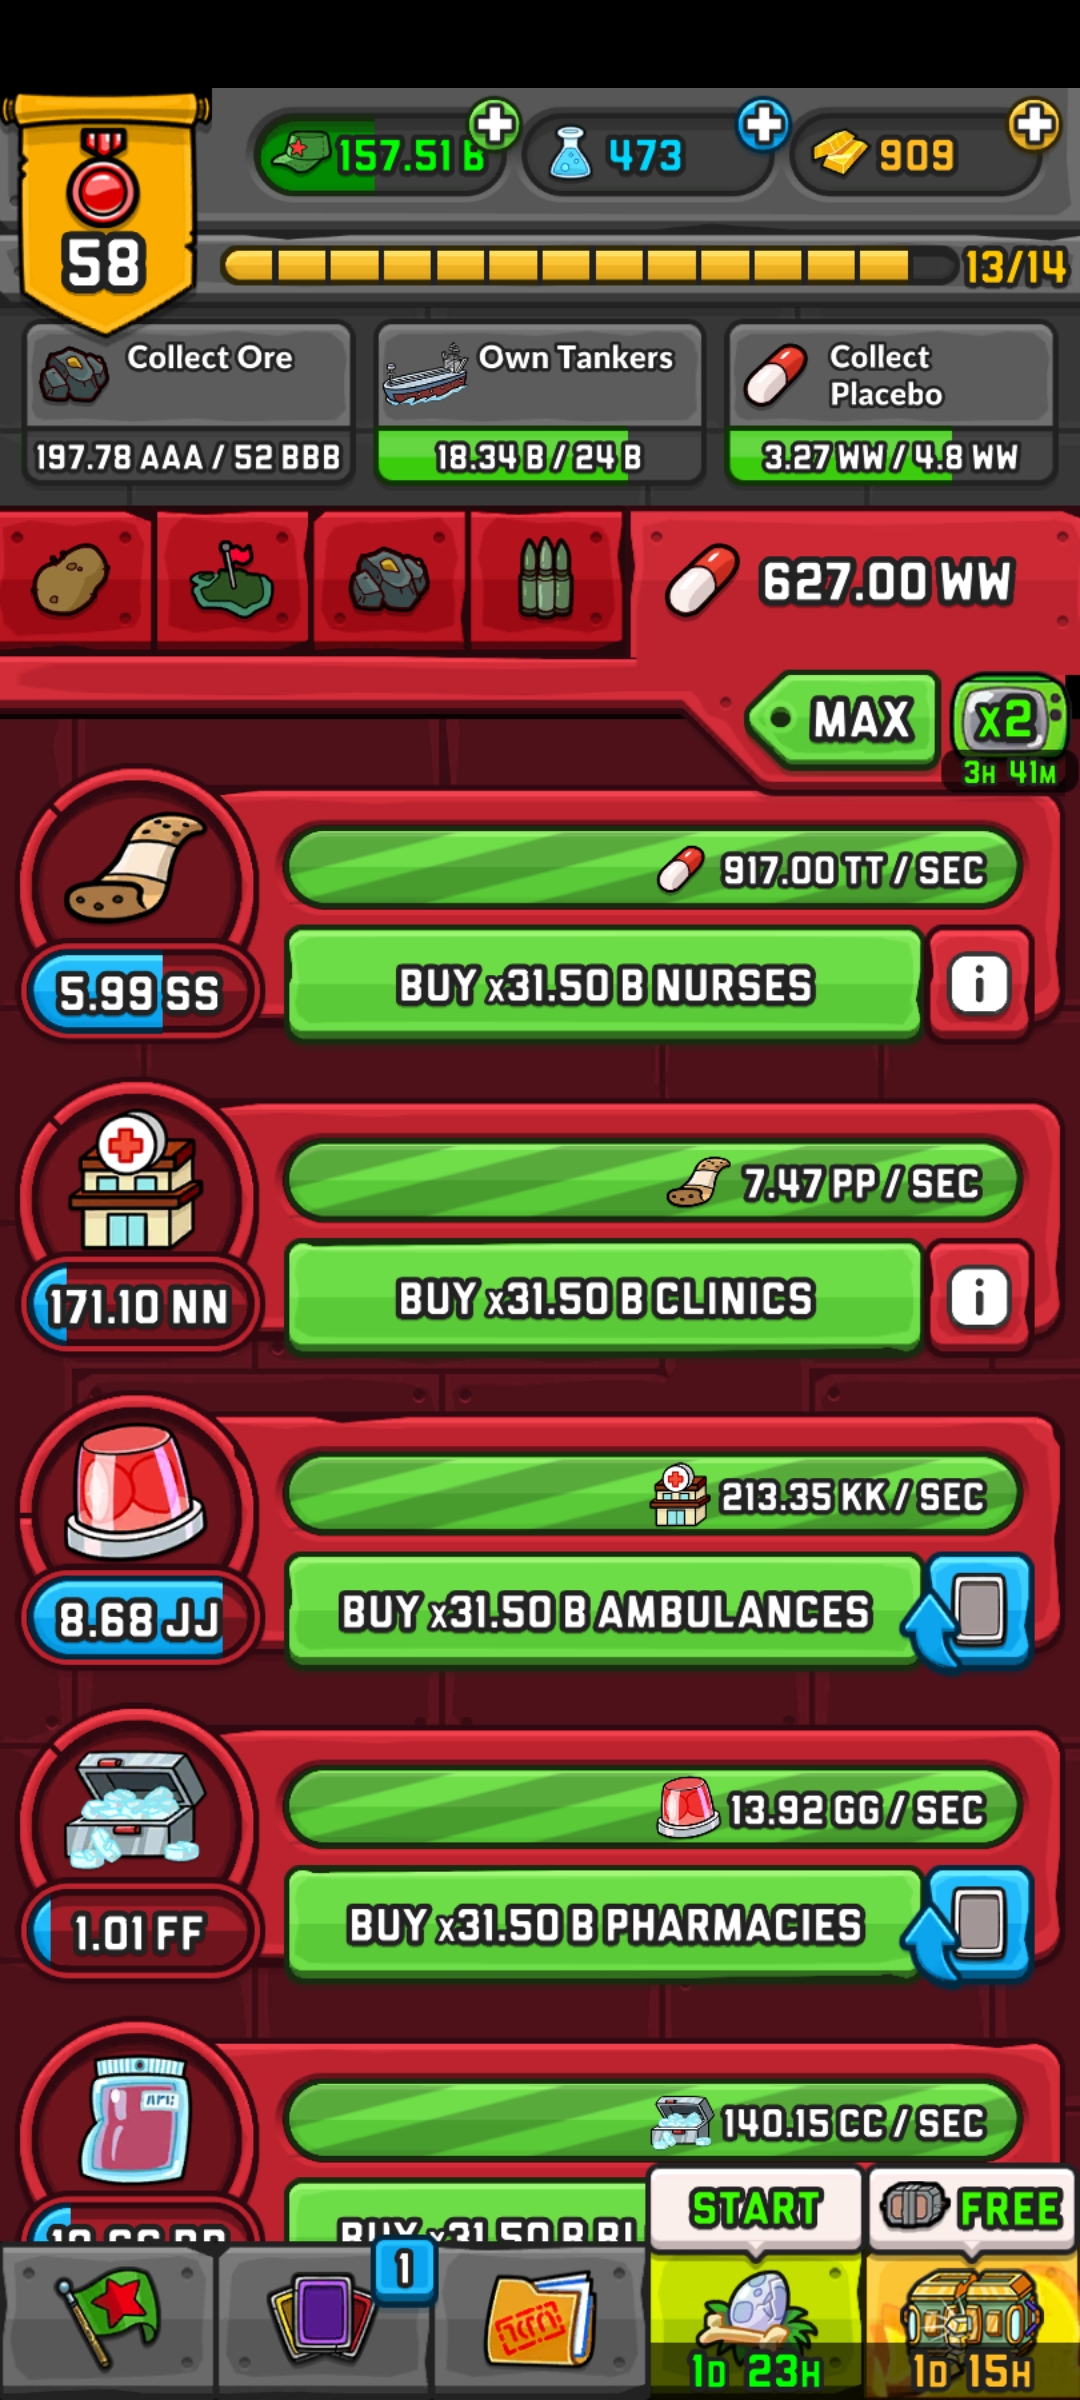 157.51 B
473
909
58
13/14
Collect Ore
197.78 AAA / 52 BBB
Own Tankers
18.34 B / 24 B
Collect
Placebo
3.27 WW / 4.8 WW
627.00 WW
MAX
x2
3H 41M
917.00 TT / SEC
5.99 SS
BUY x31.50 B NURSES
7.47 PP / SEC
171.10 NN
BUY x31.50 B CLINICS
213.35 KK / SEC
8.68 JJ
BUY x31.50 B AMBULANCES
13.92 GG / SEC
1.01 FF
BUY x31.50 B PHARMACIES
140.15 CC / SEC
BUY x31.50 B
START
FREE
1
1D 23H
1D 15H